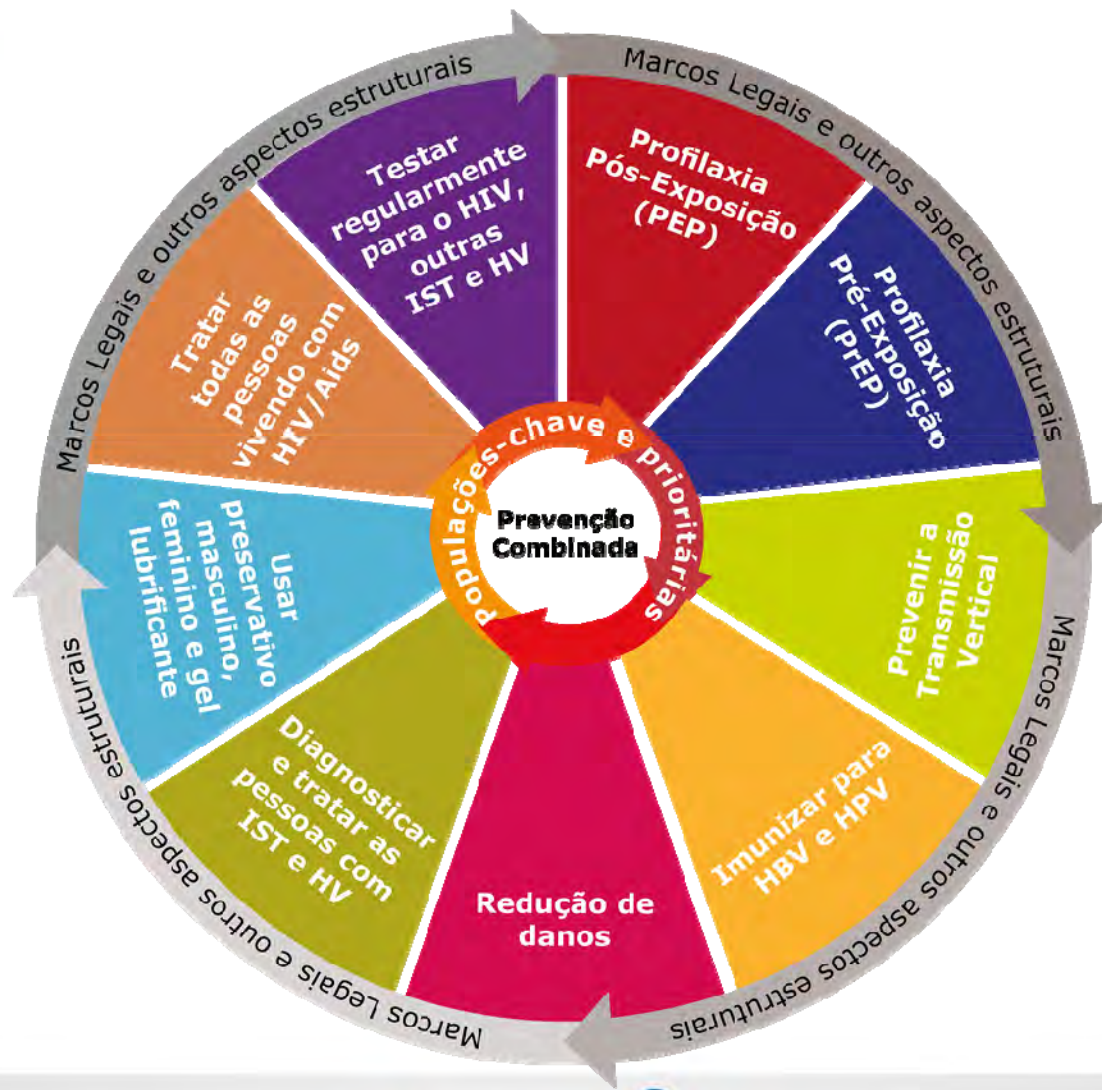 Marcos Legais e outros aspectos estruturais
Marcos Legais e outros aspectos estruturais
Marcos Legais e outros aspectos estruturais
Marcos Legais e outros aspectos estruturais
Profilaxia
Pós-Exposição
(PEP)
Profilaxia
Pré-Exposição
(PrEP)
Prevenir a
Transmissão
Vertical
Imunizar para
HBV e HPV
Redução de
danos
Diagnosticar
e tratar as
pessoas com
IST e HV
Usar
preservativo
masculino,
feminino e gel
lubrificante
Tratar
todas as
pessoas
vivendo com
HIV/Aids
Testar
regularmente
para o HIV,
outras
IST e HV
Populações-chave e prioritárias
Prevenção
Combinada